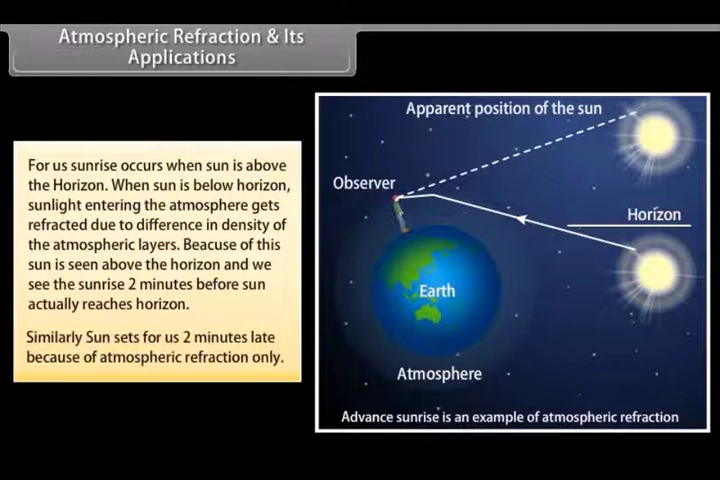 Atmospheric Refraction & Its
Applications
For us sunrise occurs when sun is above
the Horizon. When sun is below horizon,
sunlight entering the atmosphere gets
refracted due to difference in density of
the atmospheric layers. Beacuse of this
sun is seen above the horizon and we
see the sunrise 2 minutes before sun
actually reaches horizon.
Similarly Sun sets for us 2 minutes late
because of atmospheric refraction only.
Apparent position of the sun
Observer
Horizon
Earth
Atmosphere
Advance sunrise is an example of atmospheric refraction